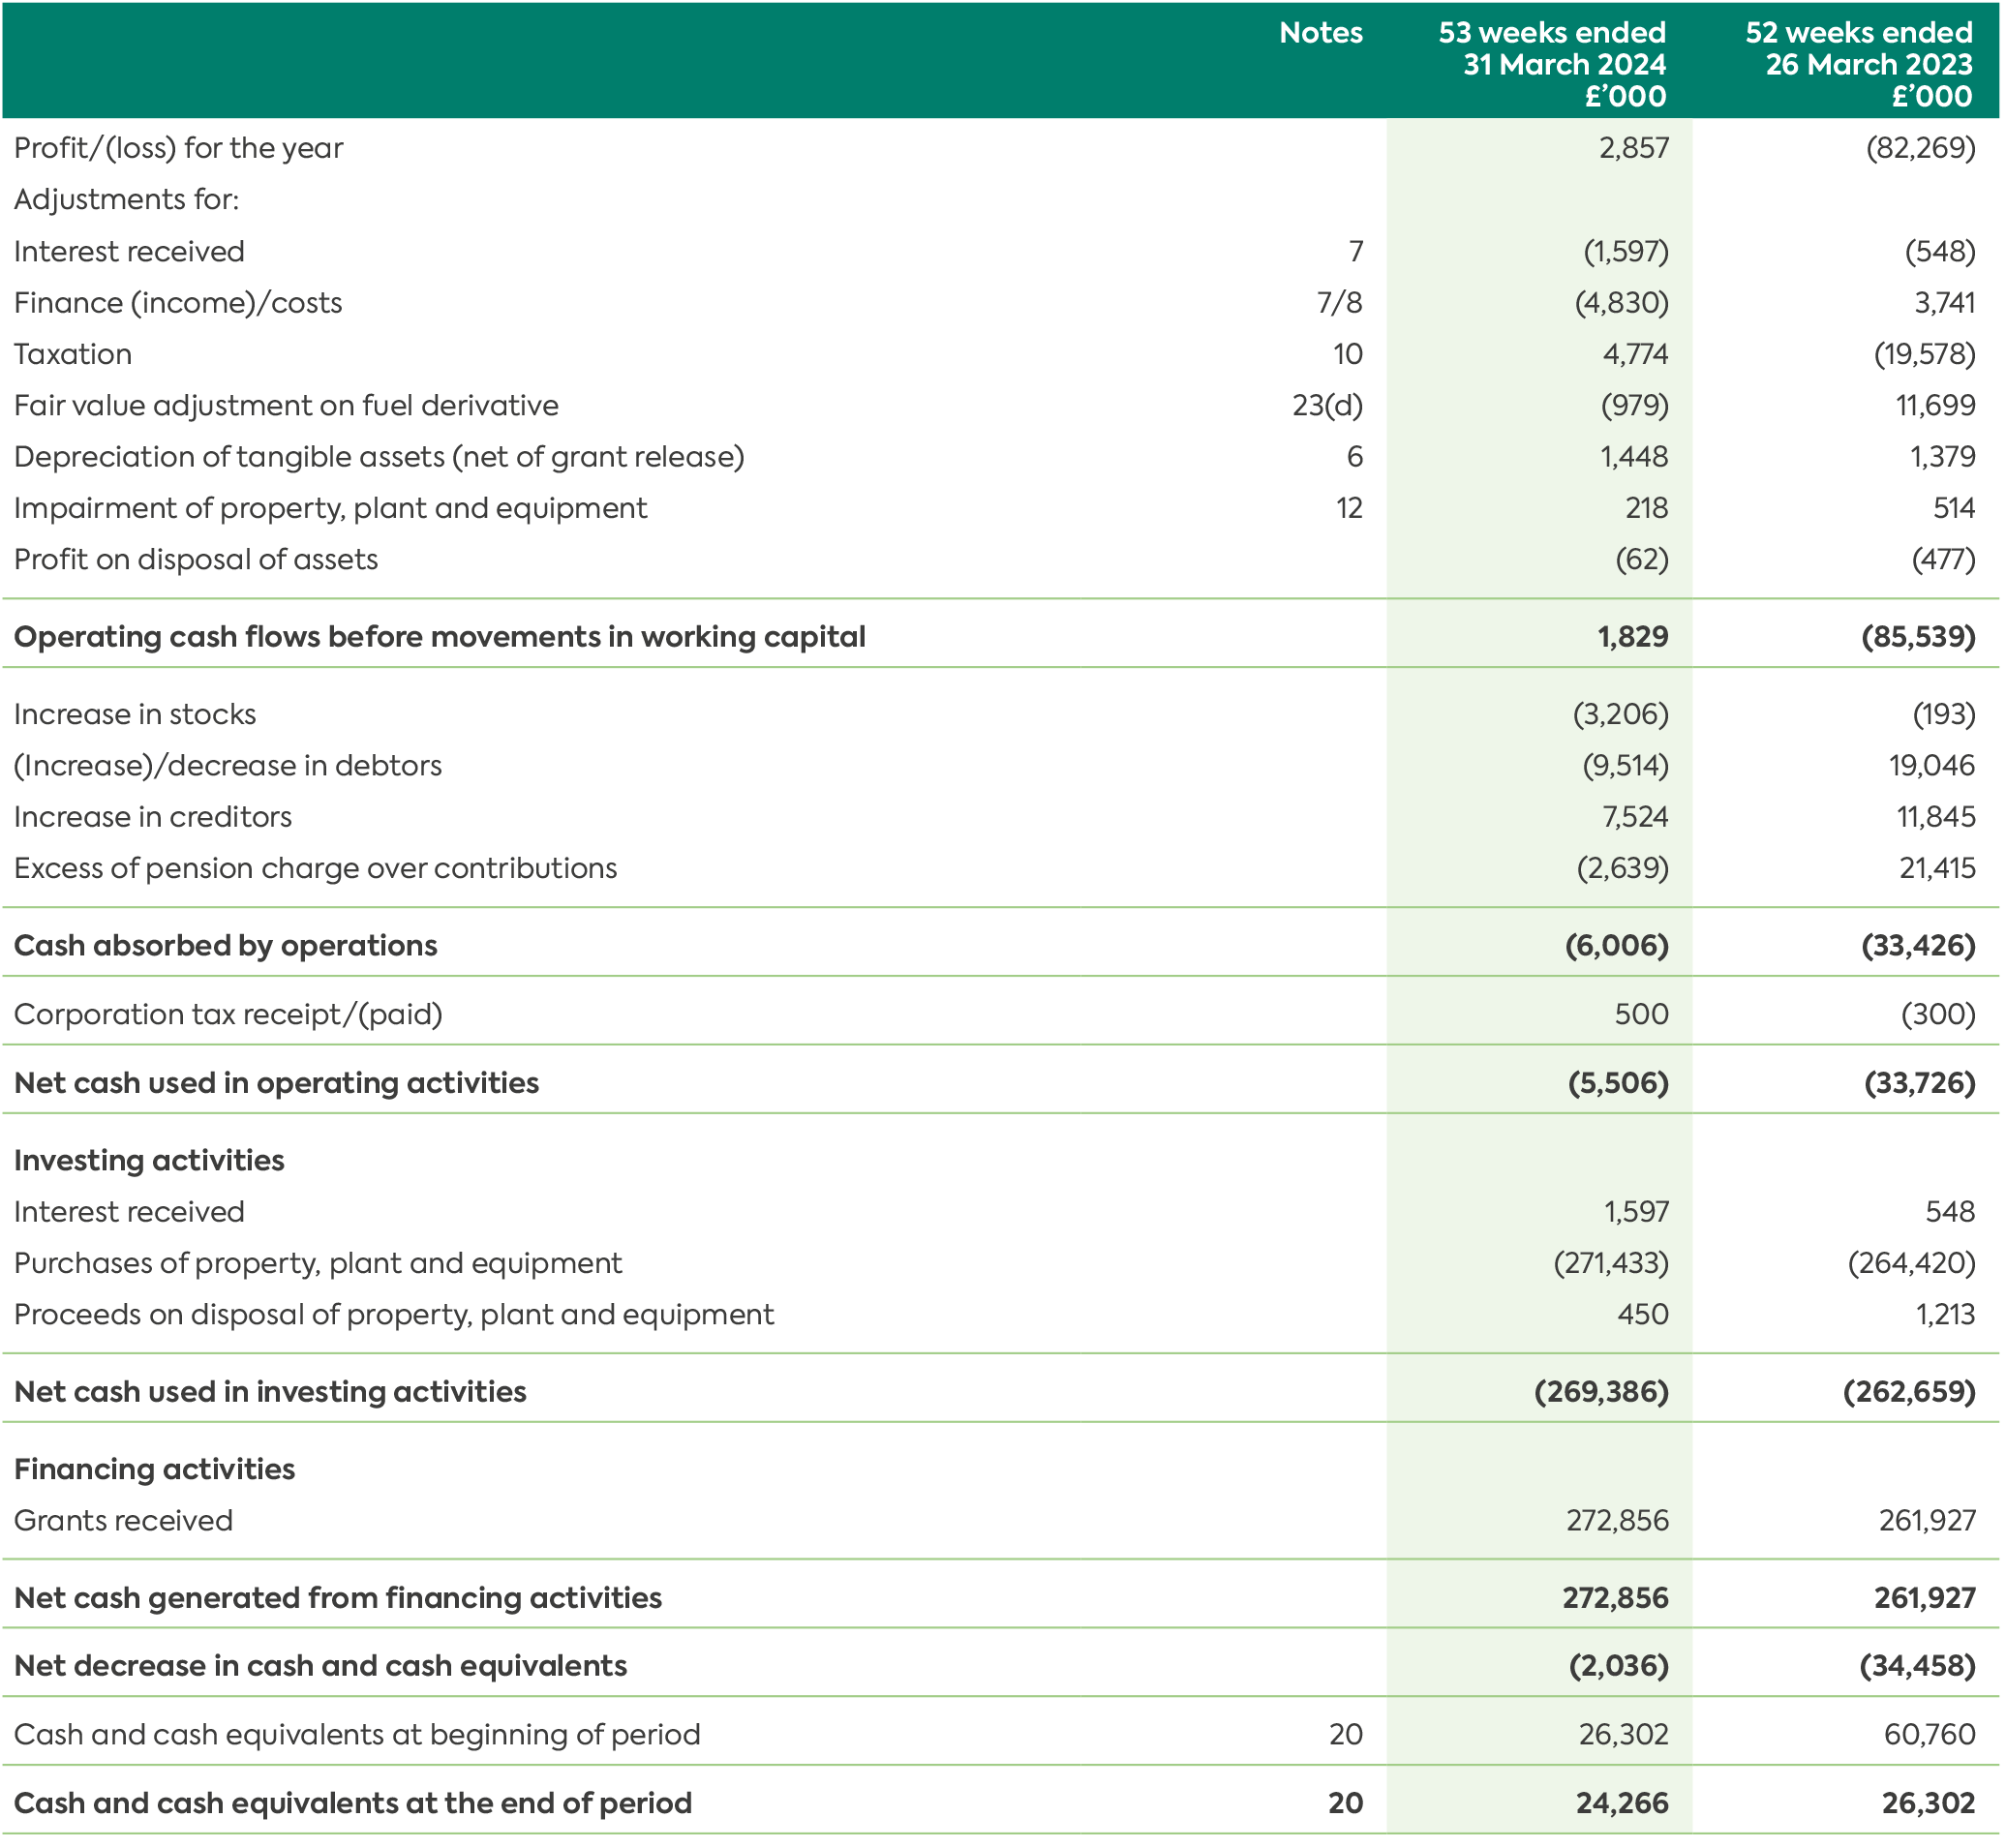 Notes 53 weeks ended 52 weeks ended
31 March 2024 26 March 2023
£’000 £’000
Profit/(loss) for the year 2,857 (82,269)
Adjustments for:
Interest received 7 (1,597) (548)
Finance (income)/costs 7/8 (4,830) 3,741
Taxation 10 4,774 (19,578)
Fair value adjustment on fuel derivative 23(d) (979) 11,699
Depreciation of tangible assets (net of grant release) 6 1,448 1,379
Impairment of property, plant and equipment 12 218 514
Profit on disposal of assets (62) (477)
Operating cash flows before movements in working capital 1,829 (85,539)
Increase in stocks (3,206) (193)
(Increase)/decrease in debtors (9,514) 19,046
Increase in creditors 7,524 11,845
Excess of pension charge over contributions (2,639) 21,415
Cash absorbed by operations (6,006) (33,426)
Corporation tax receipt/(paid) 500 (300)
Net cash used in operating activities (5,506) (33,726)
Investing activities
Interest received 1,597 548
Purchases of property, plant and equipment (271,433) (264,420)
Proceeds on disposal of property, plant and equipment 450 1,213
Net cash used in investing activities (269,386) (262,659)
Financing activities
Grants received 272,856 261,927
Net cash generated from financing activities 272,856 261,927
Net decrease in cash and cash equivalents (2,036) (34,458)
Cash and cash equivalents at beginning of period 20 26,302 60,760
Cash and cash equivalents at the end of period 20 24,266 26,302